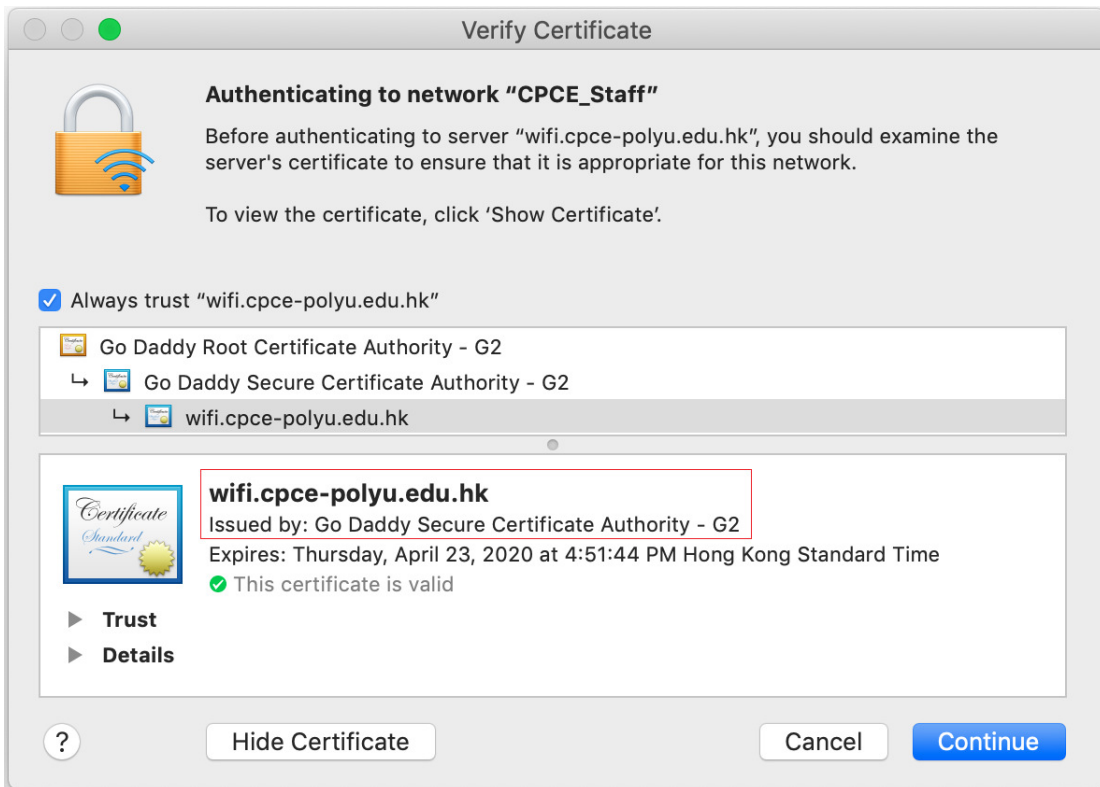 Verify Certificate
Authenticating to network “CPCE_Staff”
Before authenticating to server “wifi.cpce-polyu.edu.hk”, you should examine the
server's certificate to ensure that it is appropriate for this network.
To view the certificate, click ‘Show Certificate’.
Always trust “wifi.cpce-polyu.edu.hk”
Go Daddy Root Certificate Authority - G2
Go Daddy Secure Certificate Authority - G2
wifi.cpce-polyu.edu.hk
Certificate
Standard
wifi.cpce-polyu.edu.hk
Issued by: Go Daddy Secure Certificate Authority - G2
Expires: Thursday, April 23, 2020 at 4:51:44 PM Hong Kong Standard Time
This certificate is valid
Trust
Details
?
Hide Certificate
Cancel
Continue